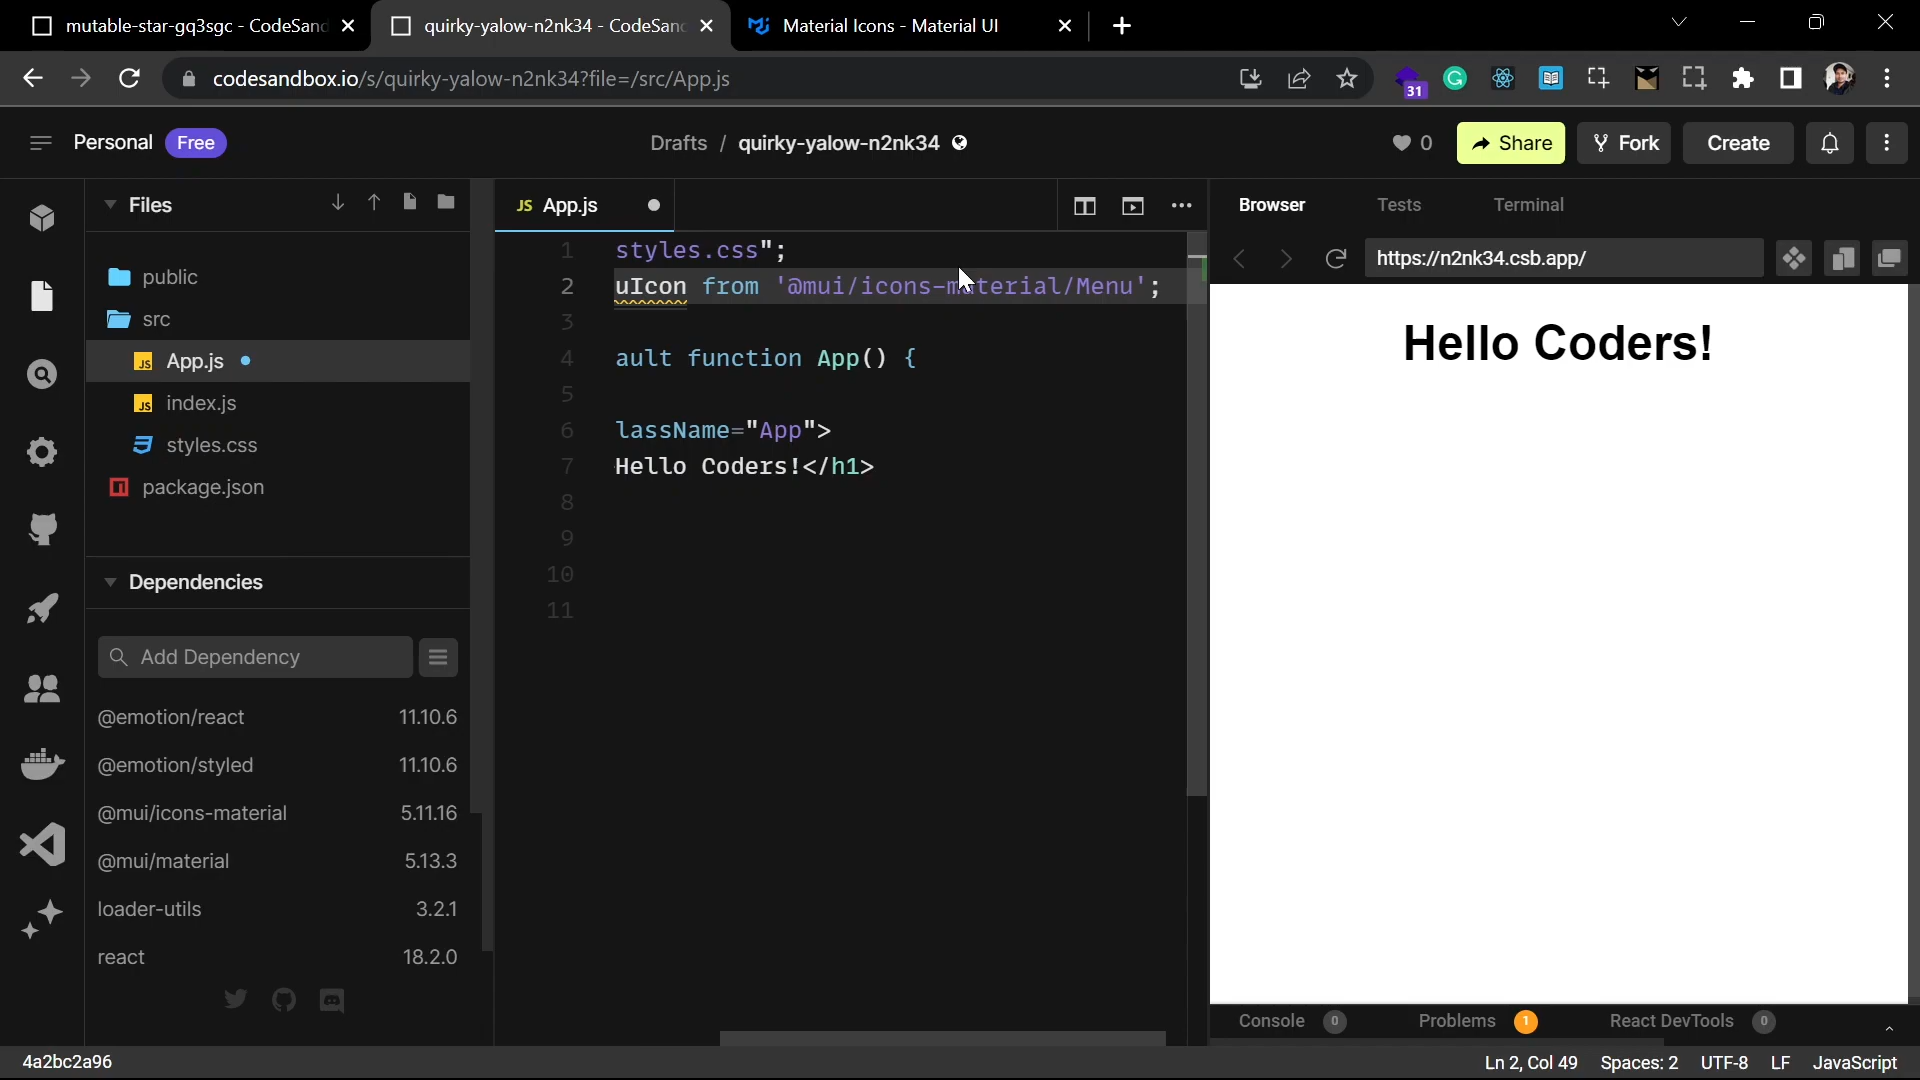 mutable-star-gq3sgc - CodeSand
quirky-yalow-n2nk34 - CodeSand
Material Icons - Material UI
codesandbox.io/s/quirky-yalow-n2nk34?file=/src/App.js
31
Personal Free
Drafts / quirky-yalow-n2nk34
0
Share
Fork
Create
Files
public
src
JS App.js
JS index.js
styles.css
package.json
Dependencies
Add Dependency
@emotion/react 11.10.6
@emotion/styled 11.10.6
@mui/icons-material 5.11.16
@mui/material 5.13.3
loader-utils 3.2.1
react 18.2.0
JS App.js
1 styles.css";
2 uIcon from '@mui/icons-material/Menu';
3
4 ault function App() {
5
6 lassName="App">
7 Hello Coders!</h1>
8
9
10
11
Browser Tests Terminal
https://n2nk34.csb.app/
Hello Coders!
Console 0 Problems 1 React DevTools 0
4a2bc2a96
Ln 2, Col 49 Spaces: 2 UTF-8 LF JavaScript